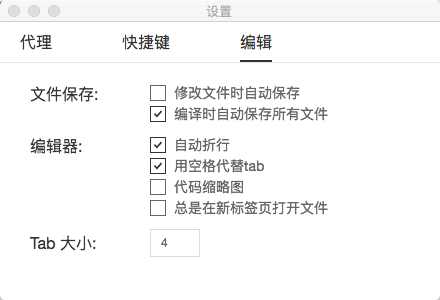 设置
代理 快捷键 编辑
文件保存: 修改文件时自动保存
编译时自动保存所有文件
编辑器: 自动折行
用空格代替tab
代码缩略图
总是在新标签页打开文件
Tab 大小: 4